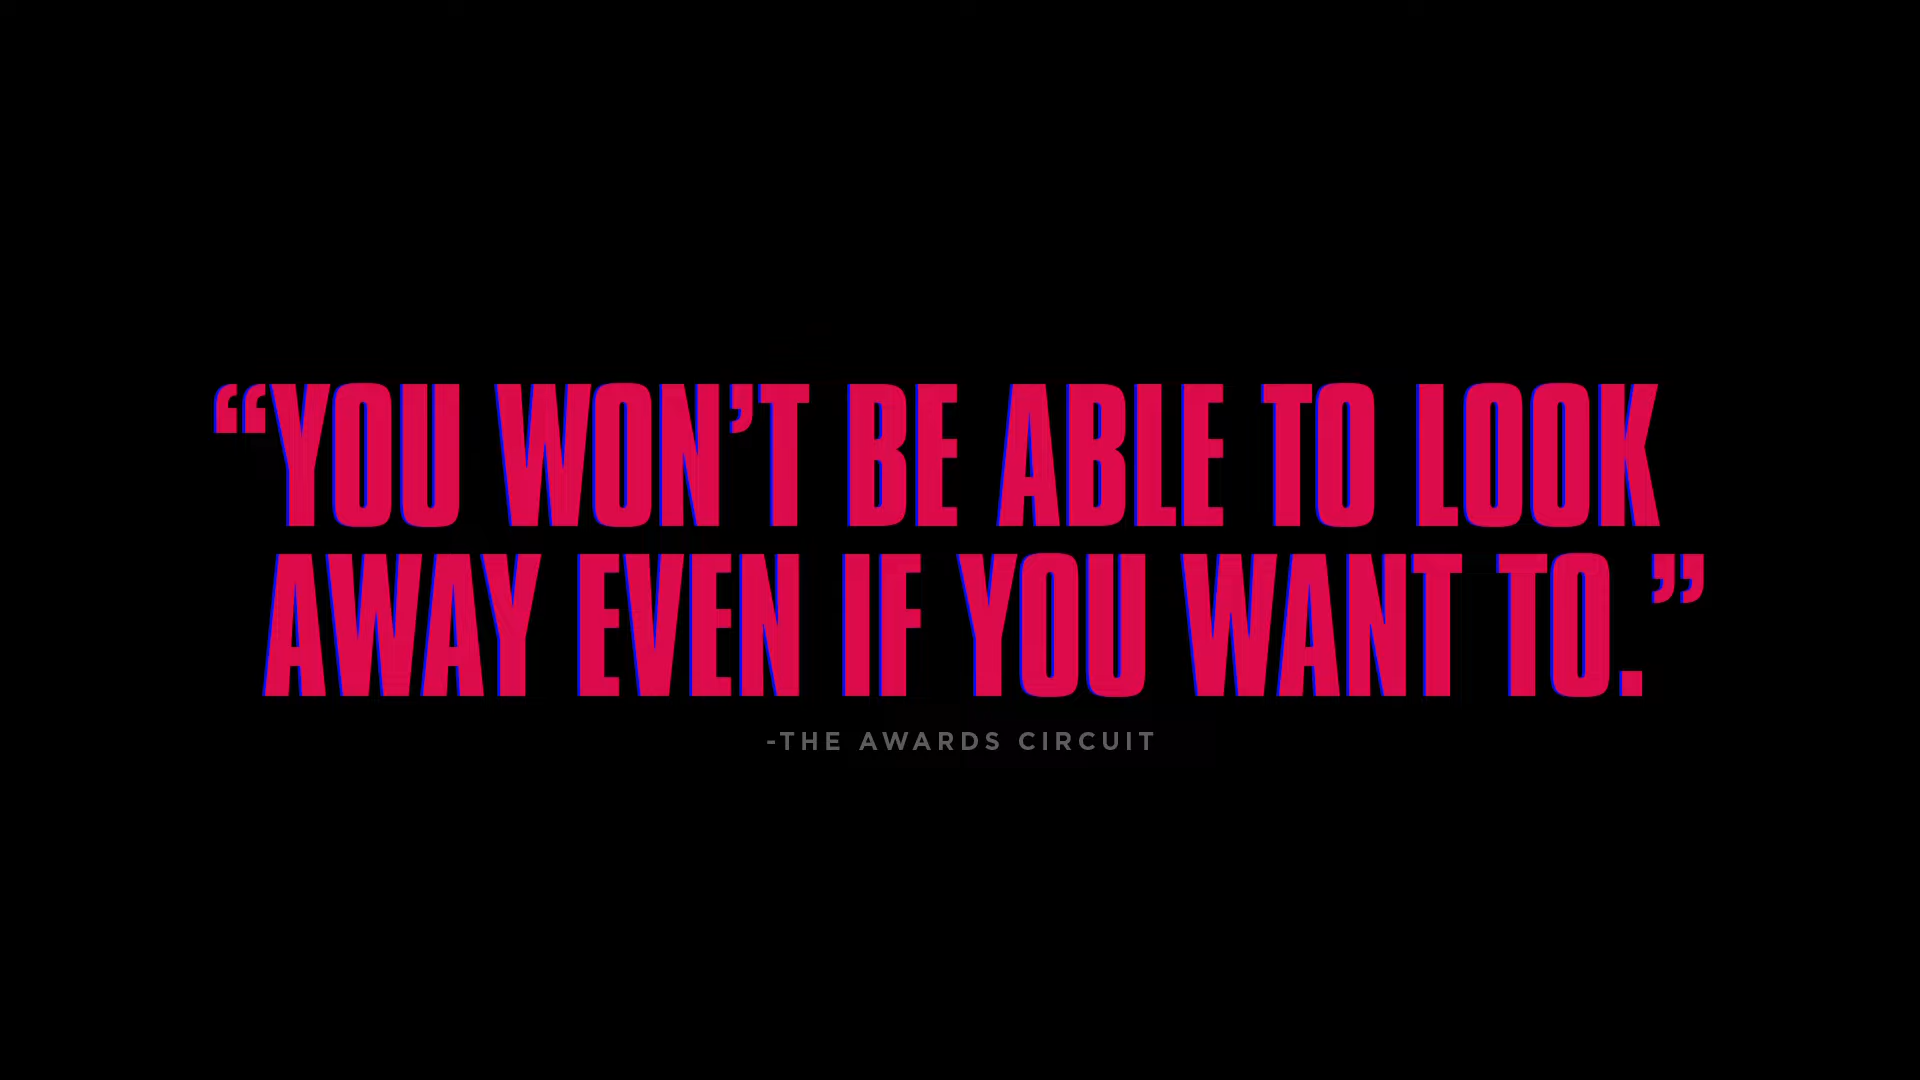 “YOU WON’T BE ABLE TO LOOK
AWAY EVEN IF YOU WANT TO.”
-THE AWARDS CIRCUIT